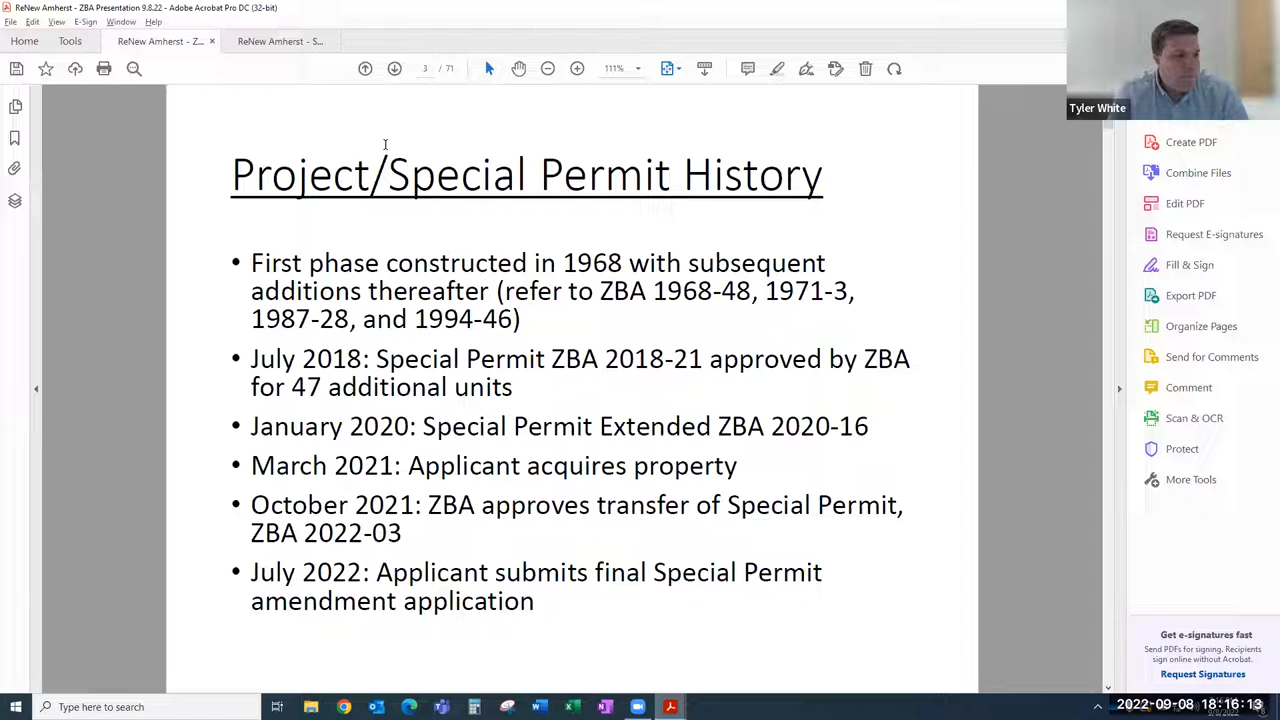 ReNew Amherst - ZBA Presentation 9.8.22 - Adobe Acrobat Pro DC (32-bit)
File Edit View E-Sign Window Help
Home Tools ReNew Amherst - Z... × ReNew Amherst - S...
3 / 71 111%
Tyler White
Project/Special Permit History
• First phase constructed in 1968 with subsequent
additions thereafter (refer to ZBA 1968-48, 1971-3,
1987-28, and 1994-46)
• July 2018: Special Permit ZBA 2018-21 approved by ZBA
for 47 additional units
• January 2020: Special Permit Extended ZBA 2020-16
• March 2021: Applicant acquires property
• October 2021: ZBA approves transfer of Special Permit,
ZBA 2022-03
• July 2022: Applicant submits final Special Permit
amendment application
Create PDF
Combine Files
Edit PDF
Request E-signatures
Fill & Sign
Export PDF
Organize Pages
Send for Comments
Comment
Scan & OCR
Protect
More Tools
Get e-signatures fast
Send PDFs for signing. Recipients
sign online without Acrobat.
Request Signatures
Type here to search
2022-09-08 18:16:13